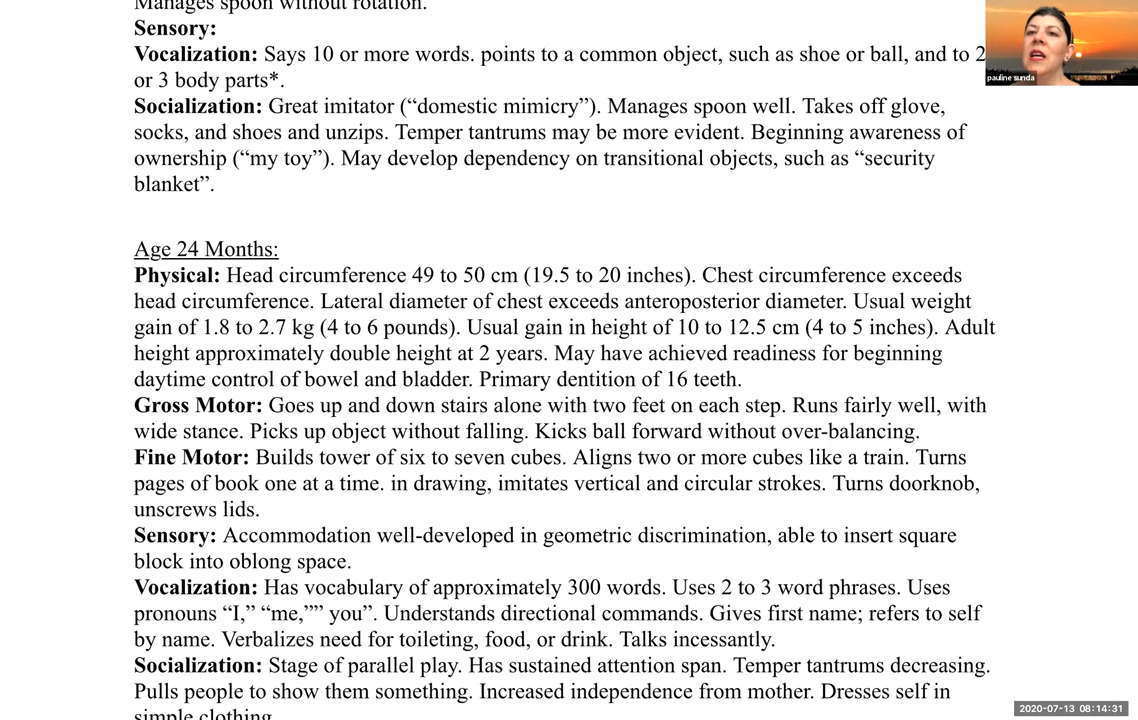 Manages spoon without rotation.
Sensory:
Vocalization: Says 10 or more words. points to a common object, such as shoe or ball, and to 2
or 3 body parts*.
Socialization: Great imitator (“domestic mimicry”). Manages spoon well. Takes off glove,
socks, and shoes and unzips. Temper tantrums may be more evident. Beginning awareness of
ownership (“my toy”). May develop dependency on transitional objects, such as “security
blanket”.
Age 24 Months:
Physical: Head circumference 49 to 50 cm (19.5 to 20 inches). Chest circumference exceeds
head circumference. Lateral diameter of chest exceeds anteroposterior diameter. Usual weight
gain of 1.8 to 2.7 kg (4 to 6 pounds). Usual gain in height of 10 to 12.5 cm (4 to 5 inches). Adult
height approximately double height at 2 years. May have achieved readiness for beginning
daytime control of bowel and bladder. Primary dentition of 16 teeth.
Gross Motor: Goes up and down stairs alone with two feet on each step. Runs fairly well, with
wide stance. Picks up object without falling. Kicks ball forward without over-balancing.
Fine Motor: Builds tower of six to seven cubes. Aligns two or more cubes like a train. Turns
pages of book one at a time. in drawing, imitates vertical and circular strokes. Turns doorknob,
unscrews lids.
Sensory: Accommodation well-developed in geometric discrimination, able to insert square
block into oblong space.
Vocalization: Has vocabulary of approximately 300 words. Uses 2 to 3 word phrases. Uses
pronouns “I,” “me,”” you”. Understands directional commands. Gives first name; refers to self
by name. Verbalizes need for toileting, food, or drink. Talks incessantly.
Socialization: Stage of parallel play. Has sustained attention span. Temper tantrums decreasing.
Pulls people to show them something. Increased independence from mother. Dresses self in
simple clothing.
pauline sunda
2020-07-13 08:14:31